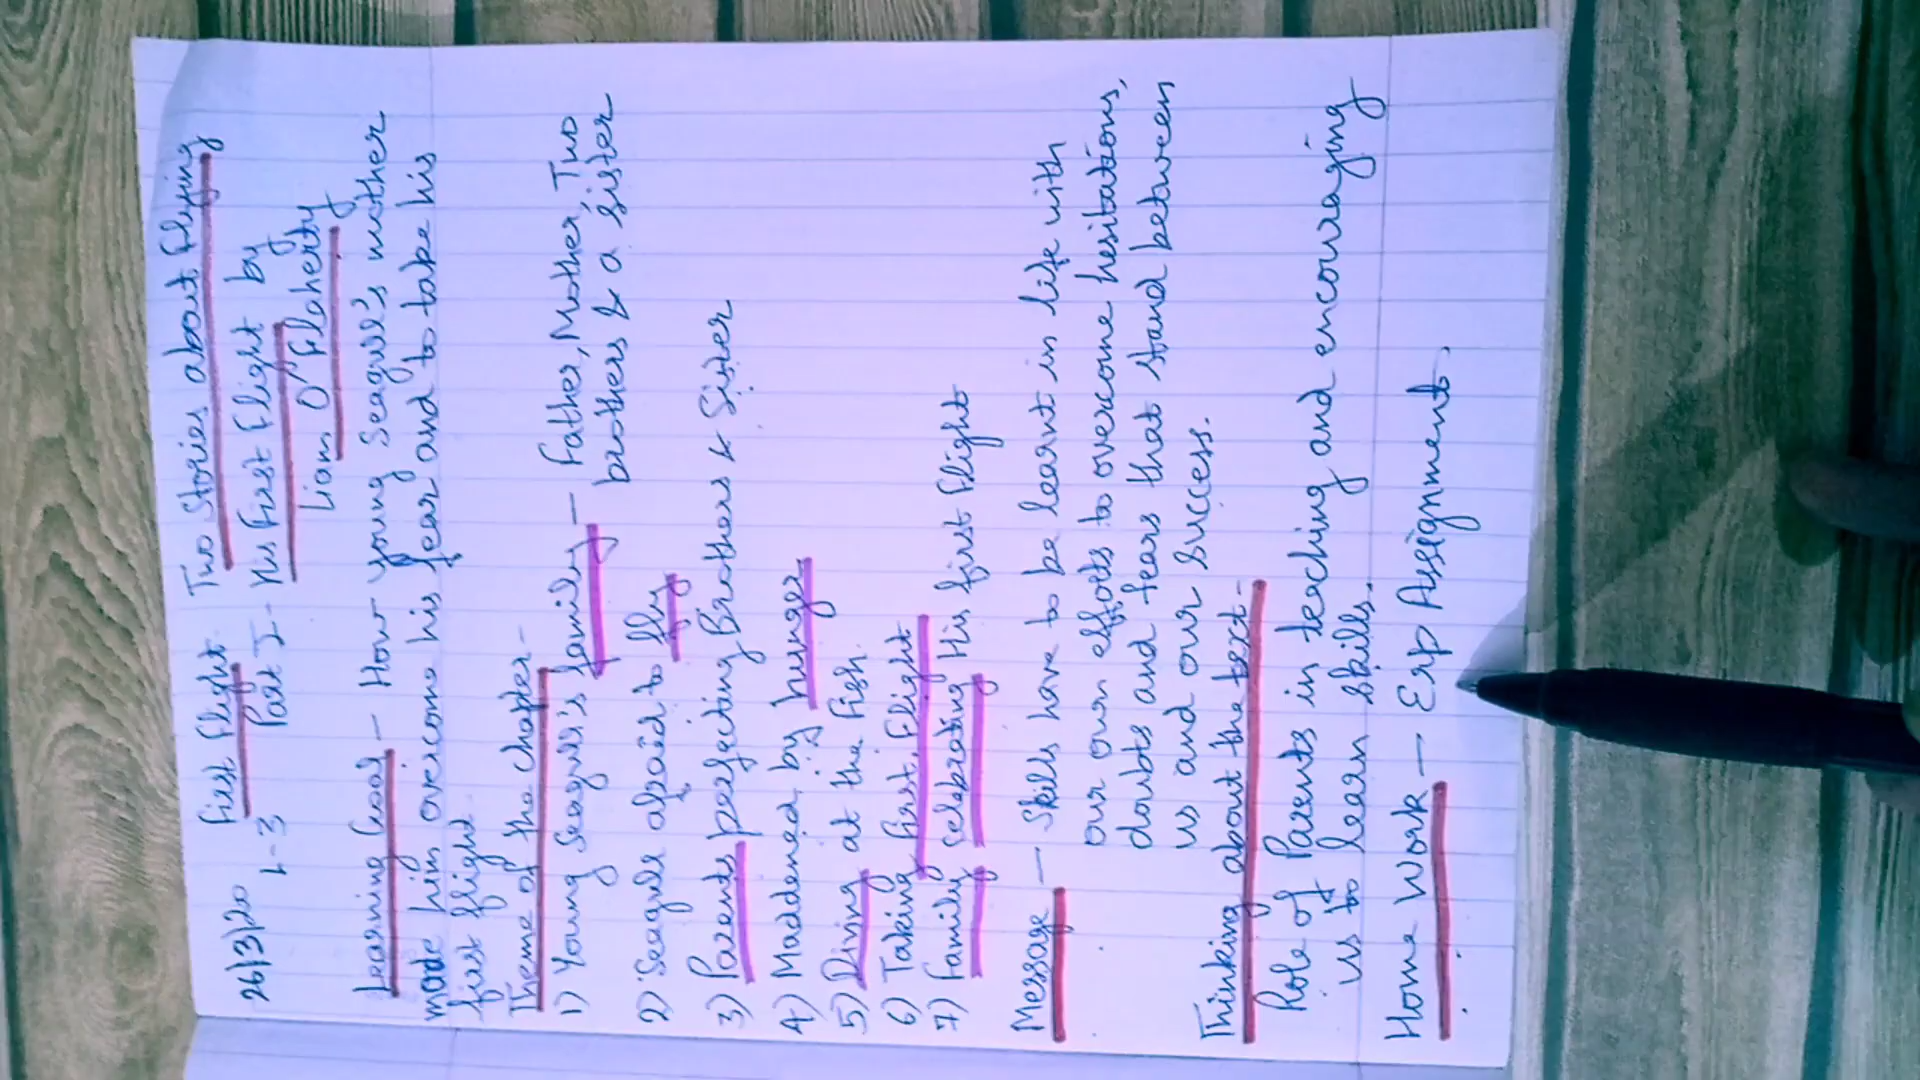 26/3/20 First Flight. Two Stories about Flying
L-3 Part I - His First Flight by
Liam O'Flaherty
Learning Goal - How young Seagull's mother
made him overcome his fear and to take his
first flight.
Theme of the chapter -
1) Young Seagull's family - Father, Mother, Two
brothers & a sister
2) Seagull afraid to fly
3) Parents perfecting Brothers & Sister
4) Maddened by hunger
5) Diving at the fish.
6) Taking first flight
7) Family celebrating His first flight
Message - Skills have to be learnt in life with
our own efforts to overcome hesitations,
doubts and fears that stand between
us and our success.
Thinking about the text -
Role of Parents in teaching and encouraging
us to learn skills.
Home Work - Erp Assignment.